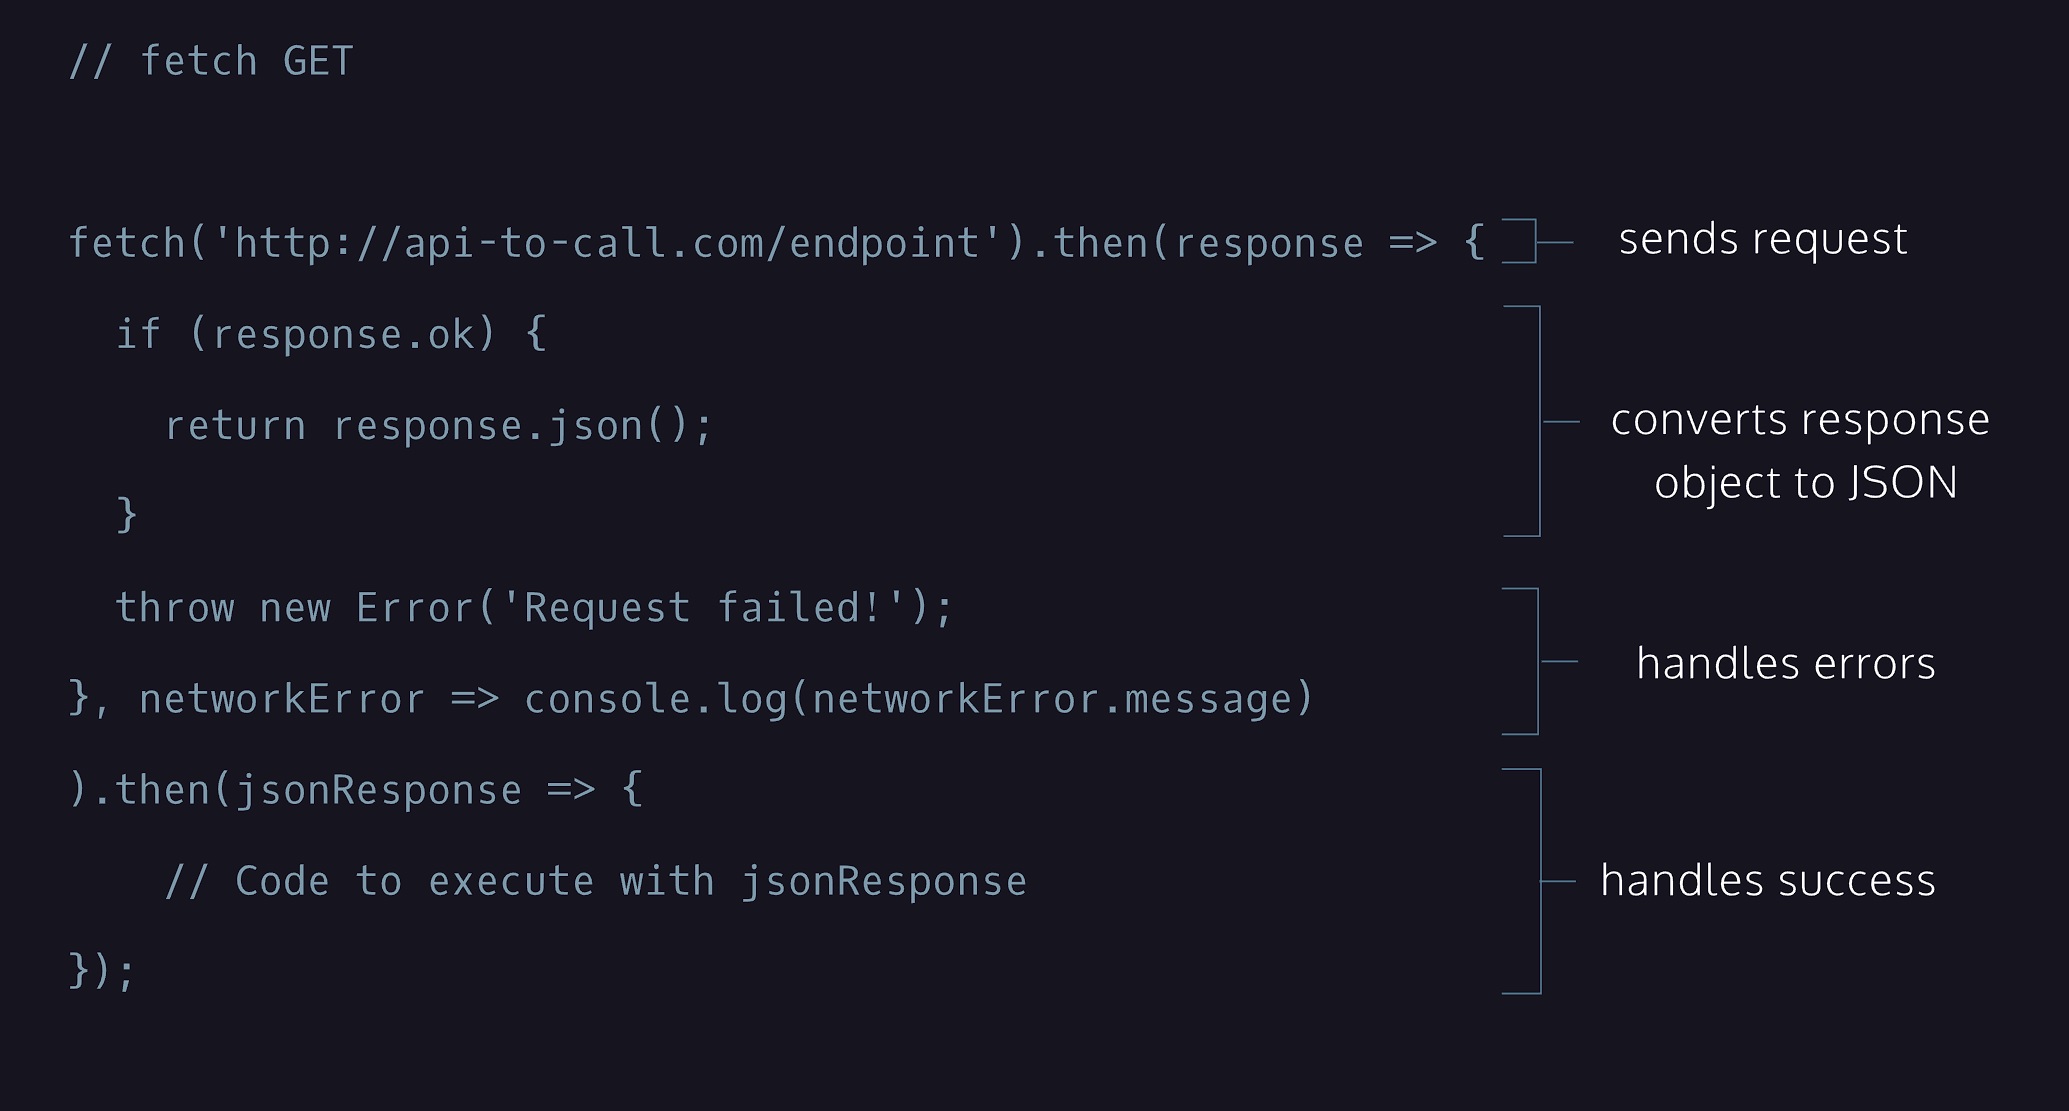 // fetch GET
fetch('http://api-to-call.com/endpoint').then(response => {
sends request
  if (response.ok) {
    return response.json();
  }
converts response
object to JSON
  throw new Error('Request failed!');
}, networkError => console.log(networkError.message)
handles errors
).then(jsonResponse => {
    // Code to execute with jsonResponse
});
handles success